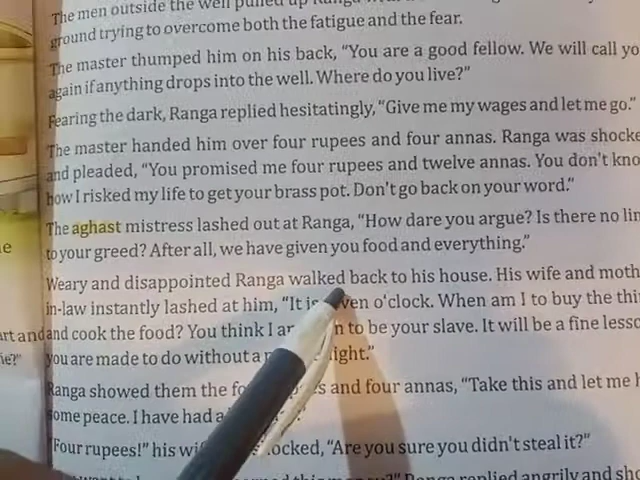 The men outside the well pulled up Ranga
ground trying to overcome both the fatigue and the fear.
The master thumped him on his back, “You are a good fellow. We will call yo
again if anything drops into the well. Where do you live?”
Fearing the dark, Ranga replied hesitatingly, “Give me my wages and let me go.”
The master handed him over four rupees and four annas. Ranga was shocke
and pleaded, “You promised me four rupees and twelve annas. You don't kno
how I risked my life to get your brass pot. Don't go back on your word.”
The aghast mistress lashed out at Ranga, “How dare you argue? Is there no lin
e
to your greed? After all, we have given you food and everything.”
Weary and disappointed Ranga walked back to his house. His wife and moth
in-law instantly lashed at him, “It is ven o'clock. When am I to buy the thi
art and
and cook the food? You think I a n to be your slave. It will be a fine lesso
ne?”
you are made to do without a ight.”
Ranga showed them the fo s and four annas, “Take this and let me h
some peace. I have had a
“Four rupees!” his wi ocked, “Are you sure you didn't steal it?”
Ranga replied angrily and sho